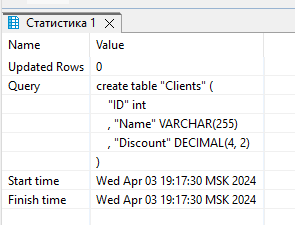 Статистика 1
Name Value
Updated Rows 0
Query create table "Clients" (
"ID" int
, "Name" VARCHAR(255)
, "Discount" DECIMAL(4, 2)
)
Start time Wed Apr 03 19:17:30 MSK 2024
Finish time Wed Apr 03 19:17:30 MSK 2024